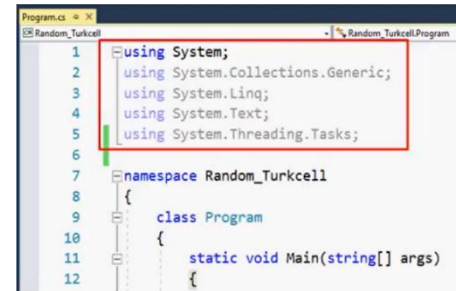 Program.cs
Random_Turkcell Random_Turkcell.Program
1 using System;
2 using System.Collections.Generic;
3 using System.Linq;
4 using System.Text;
5 using System.Threading.Tasks;
6
7 namespace Random_Turkcell
8 {
9 class Program
10 {
11 static void Main(string[] args)
12 {